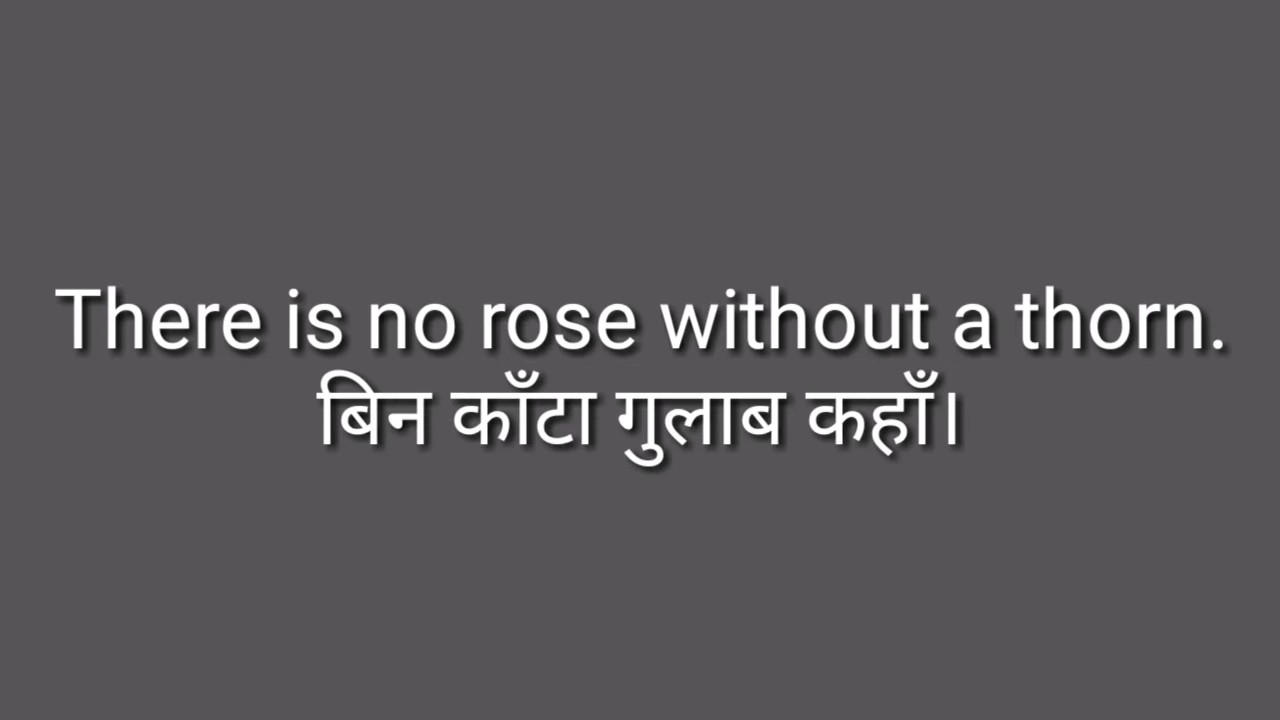 There is no rose without a thorn.
बिन काँटा गुलाब कहाँ।